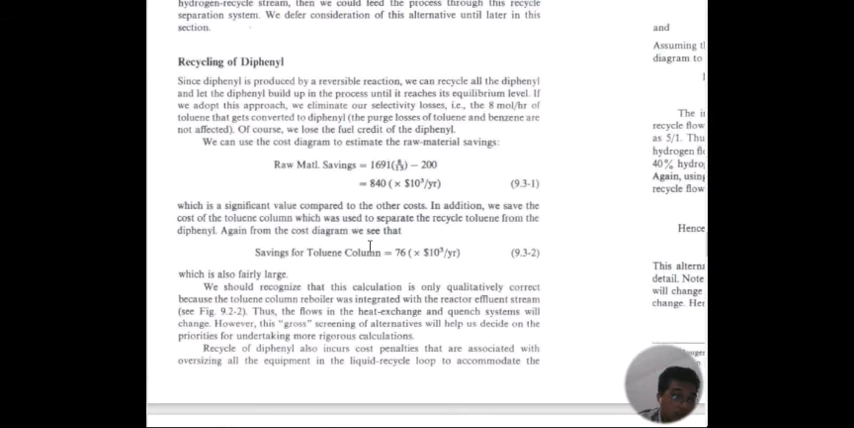 hydrogen-recycle stream, then we could feed the process through this recycle
separation system. We defer consideration of this alternative until later in this
section.
Recycling of Diphenyl
Since diphenyl is produced by a reversible reaction, we can recycle all the diphenyl
and let the diphenyl build up in the process until it reaches its equilibrium level. If
we adopt this approach, we eliminate our selectivity losses, i.e., the 8 mol/hr of
toluene that gets converted to diphenyl (the purge losses of toluene and benzene are
not affected). Of course, we lose the fuel credit of the diphenyl.
We can use the cost diagram to estimate the raw-material savings:
Raw Matl. Savings = 1691( ) − 200
= 840 ( × $10³/yr) (9.3-1)
which is a significant value compared to the other costs. In addition, we save the
cost of the toluene column which was used to separate the recycle toluene from the
diphenyl. Again from the cost diagram we see that
Savings for Toluene Column = 76 ( × $10³/yr) (9.3-2)
which is also fairly large.
We should recognize that this calculation is only qualitatively correct
because the toluene column reboiler was integrated with the reactor effluent stream
(see Fig. 9.2-2). Thus, the flows in the heat-exchange and quench systems will
change. However, this "gross" screening of alternatives will help us decide on the
priorities for undertaking more rigorous calculations.
Recycle of diphenyl also incurs cost penalties that are associated with
oversizing all the equipment in the liquid-recycle loop to accommodate the
and
Assuming
diagram to
The
recycle flow
as 5/1. Thu
hydrogen
40% hydro
Again, using
recycle flow
Hence
This altern
detail. Note
will change
change. Her